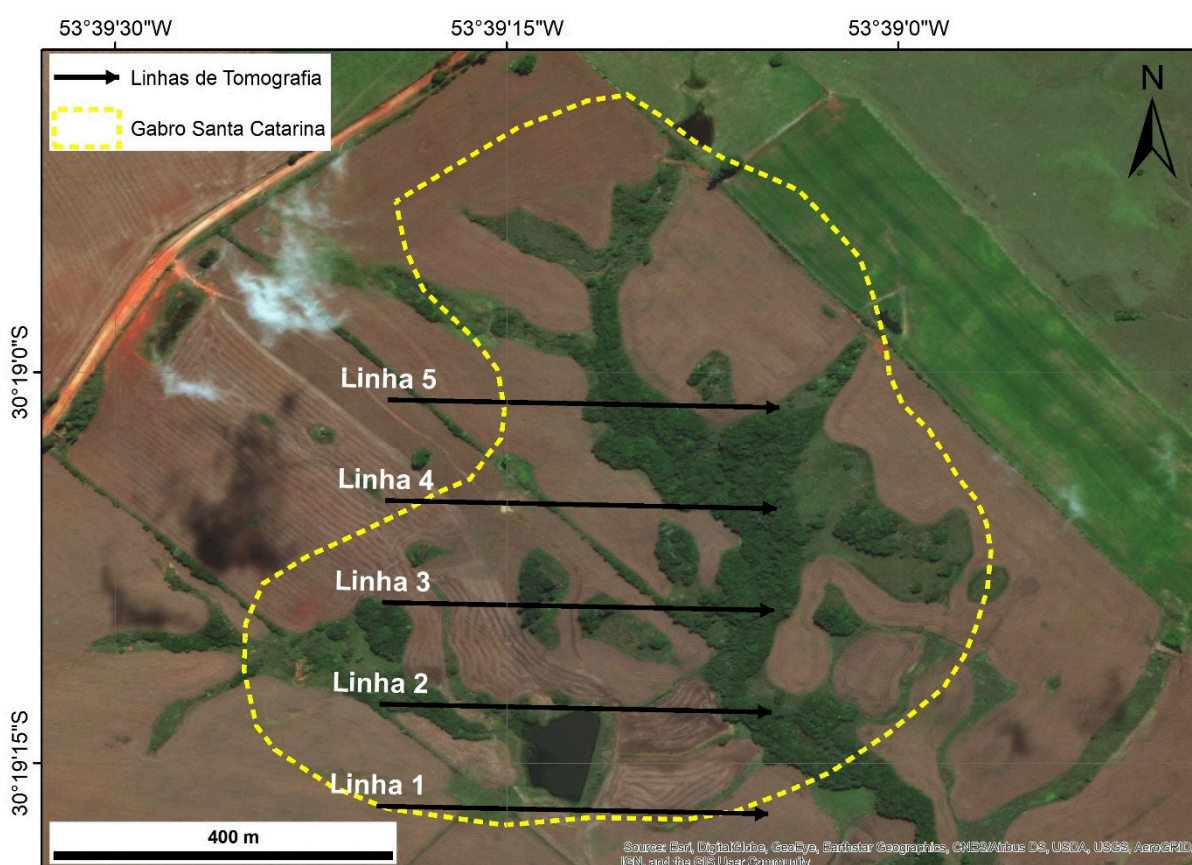 53°39'30"W 53°39'15"W 53°39'0"W
Linhas de Tomografia
Gabro Santa Catarina
N
30°19'0"S
Linha 5
Linha 4
Linha 3
Linha 2
30°19'15"S
Linha 1
400 m
Source: Esri, DigitalGlobe, GeoEye, Earthstar Geographics, CNES/Airbus DS, USDA, USGS, AeroGRID,
IGN, and the GIS User Community